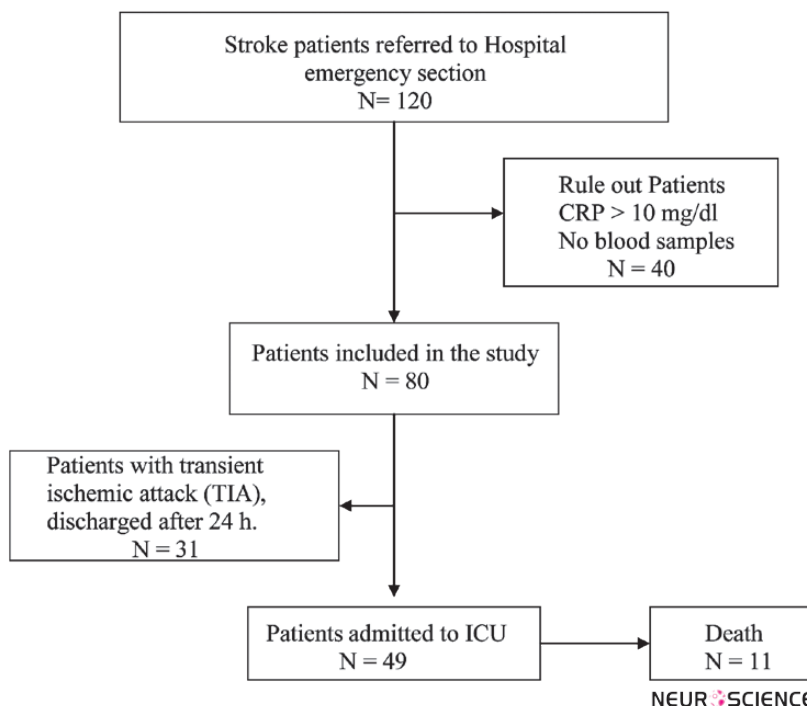 Stroke patients referred to Hospital
emergency section
N= 120
Rule out Patients
CRP > 10 mg/dl
No blood samples
N = 40
Patients included in the study
N = 80
Patients with transient
ischemic attack (TIA),
discharged after 24 h.
N = 31
Patients admitted to ICU
N = 49
Death
N = 11
NEUROSCIENCE